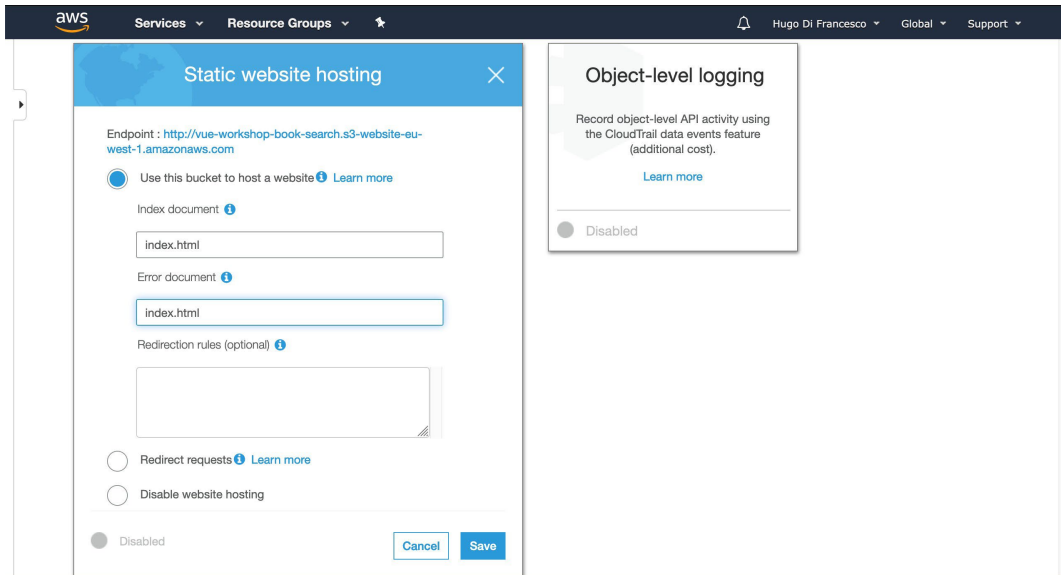 aws Services Resource Groups Hugo Di Francesco Global Support
Static website hosting
Endpoint : http://vue-workshop-book-search.s3-website-eu-
west-1.amazonaws.com
Use this bucket to host a website Learn more
Index document
index.html
Error document
index.html
Redirection rules (optional)
Redirect requests Learn more
Disable website hosting
Disabled
Cancel Save
Object-level logging
Record object-level API activity using
the CloudTrail data events feature
(additional cost).
Learn more
Disabled